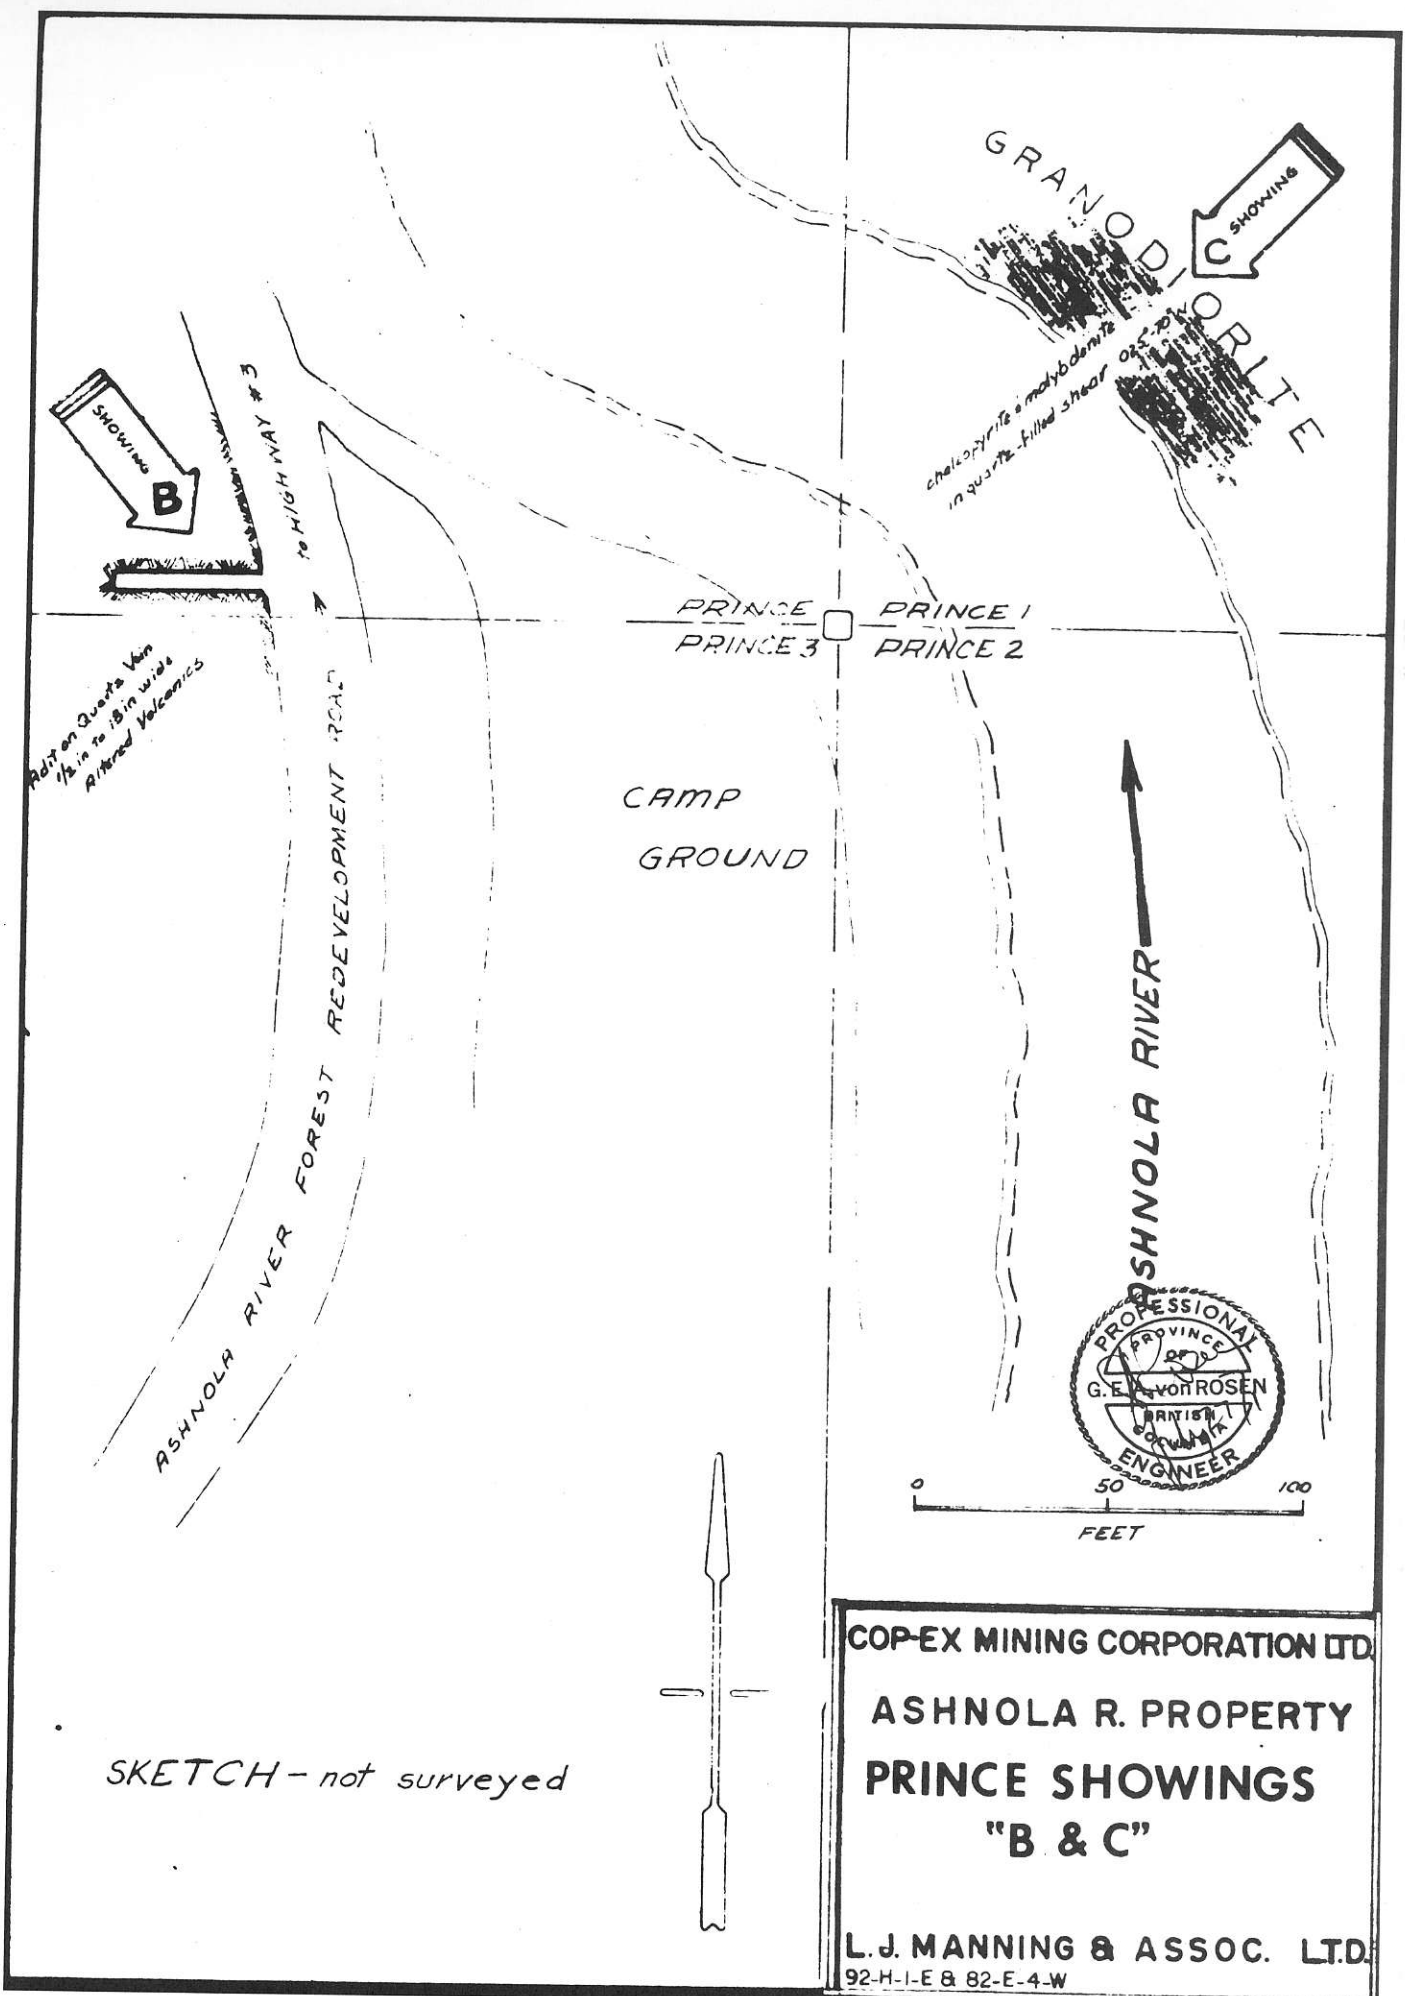 GRANODIORITE
C SHOWING
chalcopyrite & molybdenite
in quartz-filled shear 025°-70°W
SHOWING
B
to HIGHWAY #3
PRINCE
PRINCE 1
PRINCE 3
PRINCE 2
Adit on Quartz Vein
1/2 in to 18 in wide
Altered Volcanics
CAMP
GROUND
ASHNOLA RIVER FOREST REDEVELOPMENT ROAD
ASHNOLA RIVER
PROFESSIONAL
PROVINCE
OF
G.E.A. von ROSEN
BRITISH
COLUMBIA
ENGINEER
0 50 100
FEET
SKETCH - not surveyed
COP-EX MINING CORPORATION LTD.
ASHNOLA R. PROPERTY
PRINCE SHOWINGS
"B & C"
L.J. MANNING & ASSOC. LTD.
92-H-1-E & 82-E-4-W